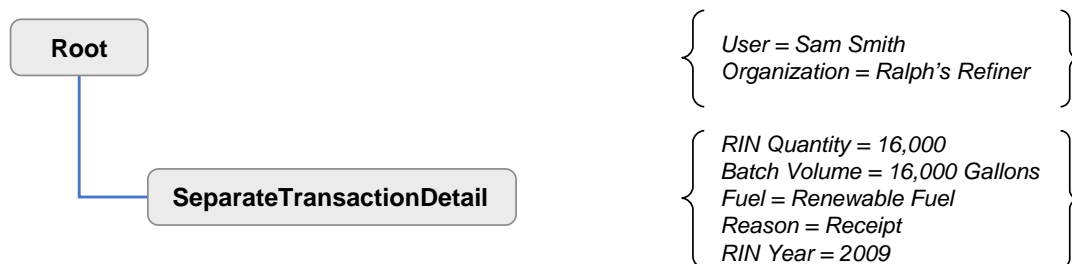 Root
User = Sam Smith
Organization = Ralph’s Refiner
SeparateTransactionDetail
RIN Quantity = 16,000
Batch Volume = 16,000 Gallons
Fuel = Renewable Fuel
Reason = Receipt
RIN Year = 2009